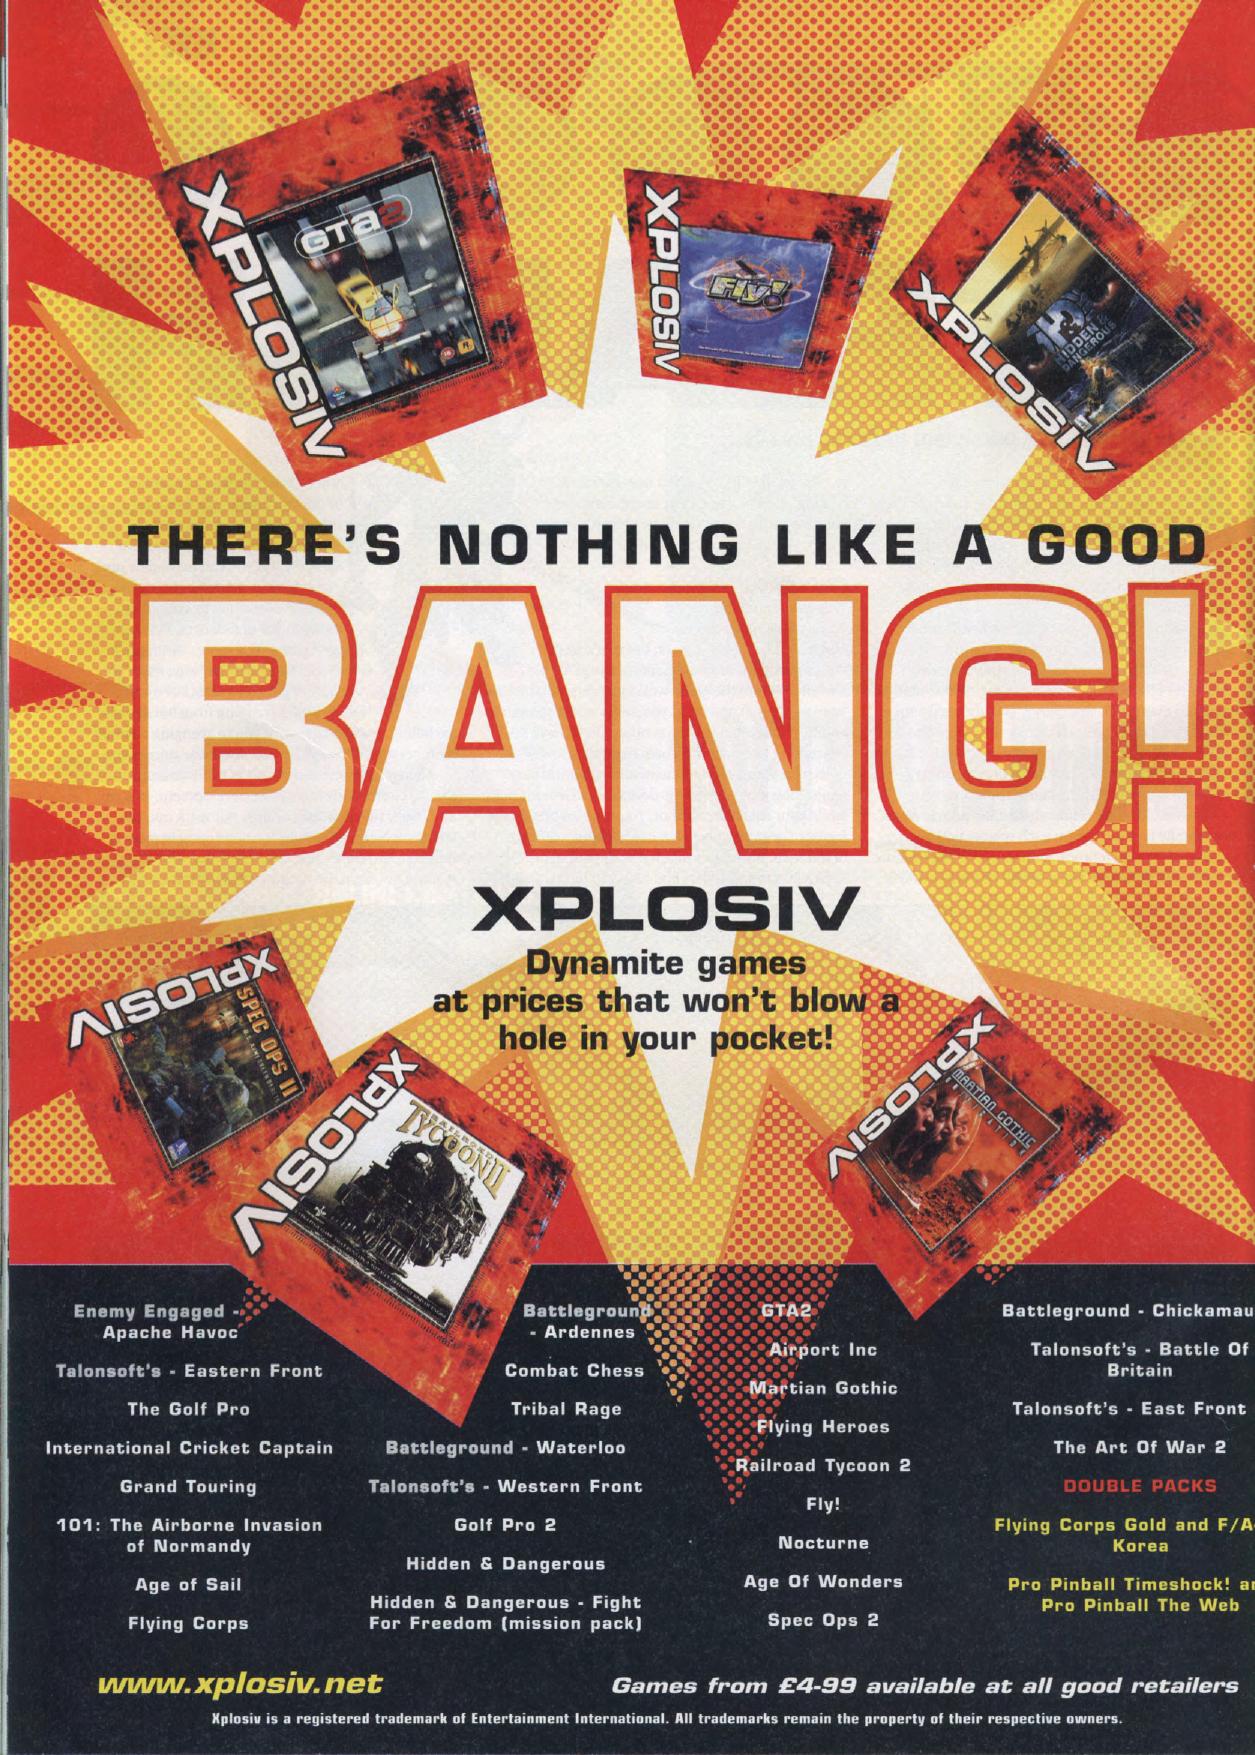 XPLOSIV
GTA2
XPLOSIV
Fly!
XPLOSIV
H&D
HIDDEN &
DANGEROUS
THERE'S NOTHING LIKE A GOOD
BANG!
XPLOSIV
Dynamite games
at prices that won't blow a
hole in your pocket!
XPLOSIV
SPEC OPS II
XPLOSIV
RAILROAD
TYCOON II
XPLOSIV
MARTIAN GOTHIC
Enemy Engaged -
Apache Havoc
Talonsoft's - Eastern Front
The Golf Pro
International Cricket Captain
Grand Touring
101: The Airborne Invasion
of Normandy
Age of Sail
Flying Corps
Battleground
- Ardennes
Combat Chess
Tribal Rage
Battleground - Waterloo
Talonsoft's - Western Front
Golf Pro 2
Hidden & Dangerous
Hidden & Dangerous - Fight
For Freedom (mission pack)
GTA2
Airport Inc
Martian Gothic
Flying Heroes
Railroad Tycoon 2
Fly!
Nocturne
Age Of Wonders
Spec Ops 2
Battleground - Chickamau
Talonsoft's - Battle Of
Britain
Talonsoft's - East Front
The Art Of War 2
DOUBLE PACKS
Flying Corps Gold and F/A-
Korea
Pro Pinball Timeshock! an
Pro Pinball The Web
www.xplosiv.net
Games from £4-99 available at all good retailers
Xplosiv is a registered trademark of Entertainment International. All trademarks remain the property of their respective owners.